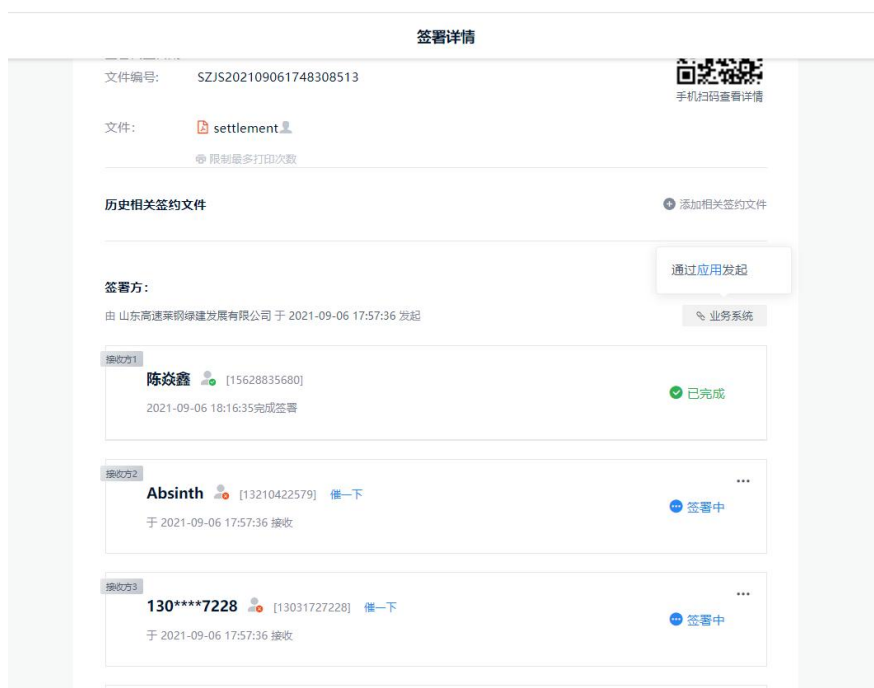 签署详情
文件编号: SZJS202109061748308513
手机扫码查看详情
文件: settlement
限制最多打印次数
历史相关签约文件 添加相关签约文件
通过应用发起
签署方:
由 山东高速莱钢绿建发展有限公司 于 2021-09-06 17:57:36 发起 业务系统
接收方1
陈焱鑫 [15628835680]
已完成
2021-09-06 18:16:35完成签署
接收方2
Absinth [13210422579] 催一下
签署中
于 2021-09-06 17:57:36 接收
接收方3
130****7228 [13031727228] 催一下
签署中
于 2021-09-06 17:57:36 接收